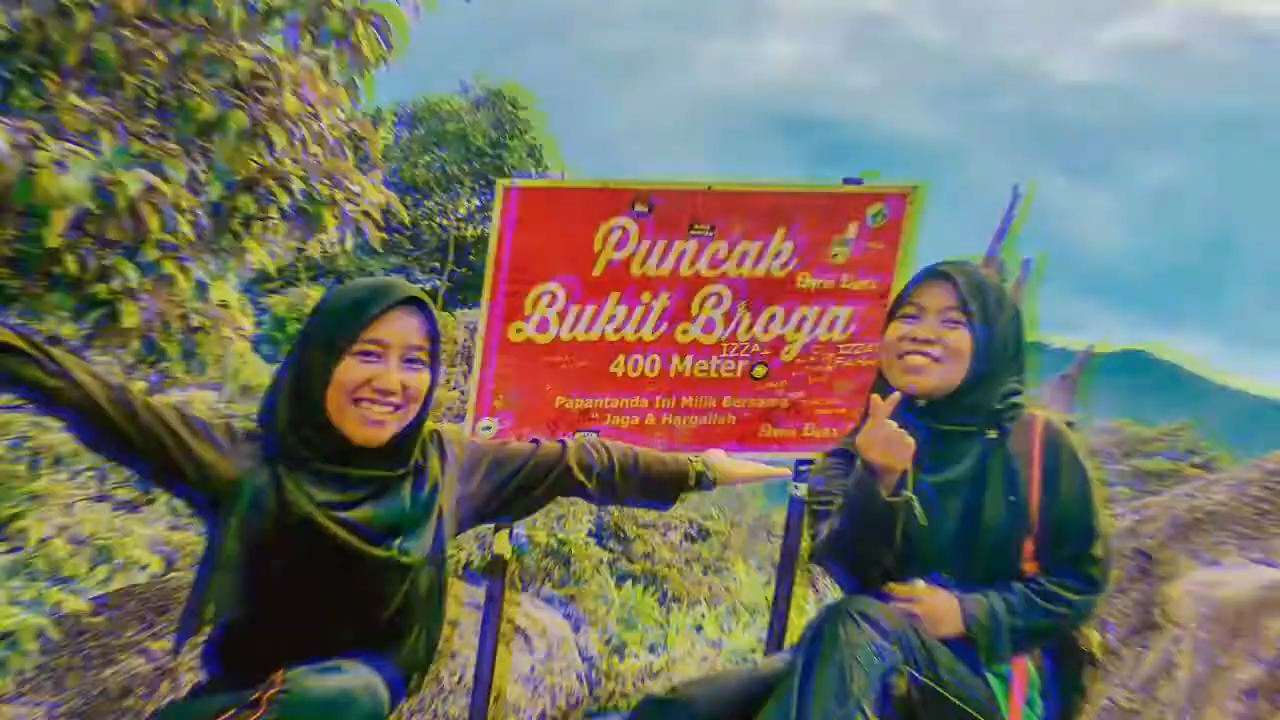 Puncak
Bukit Broga
IZZA
400 Meter
Papantanda Ini Milik Bersama
" Jaga & Hargailah "